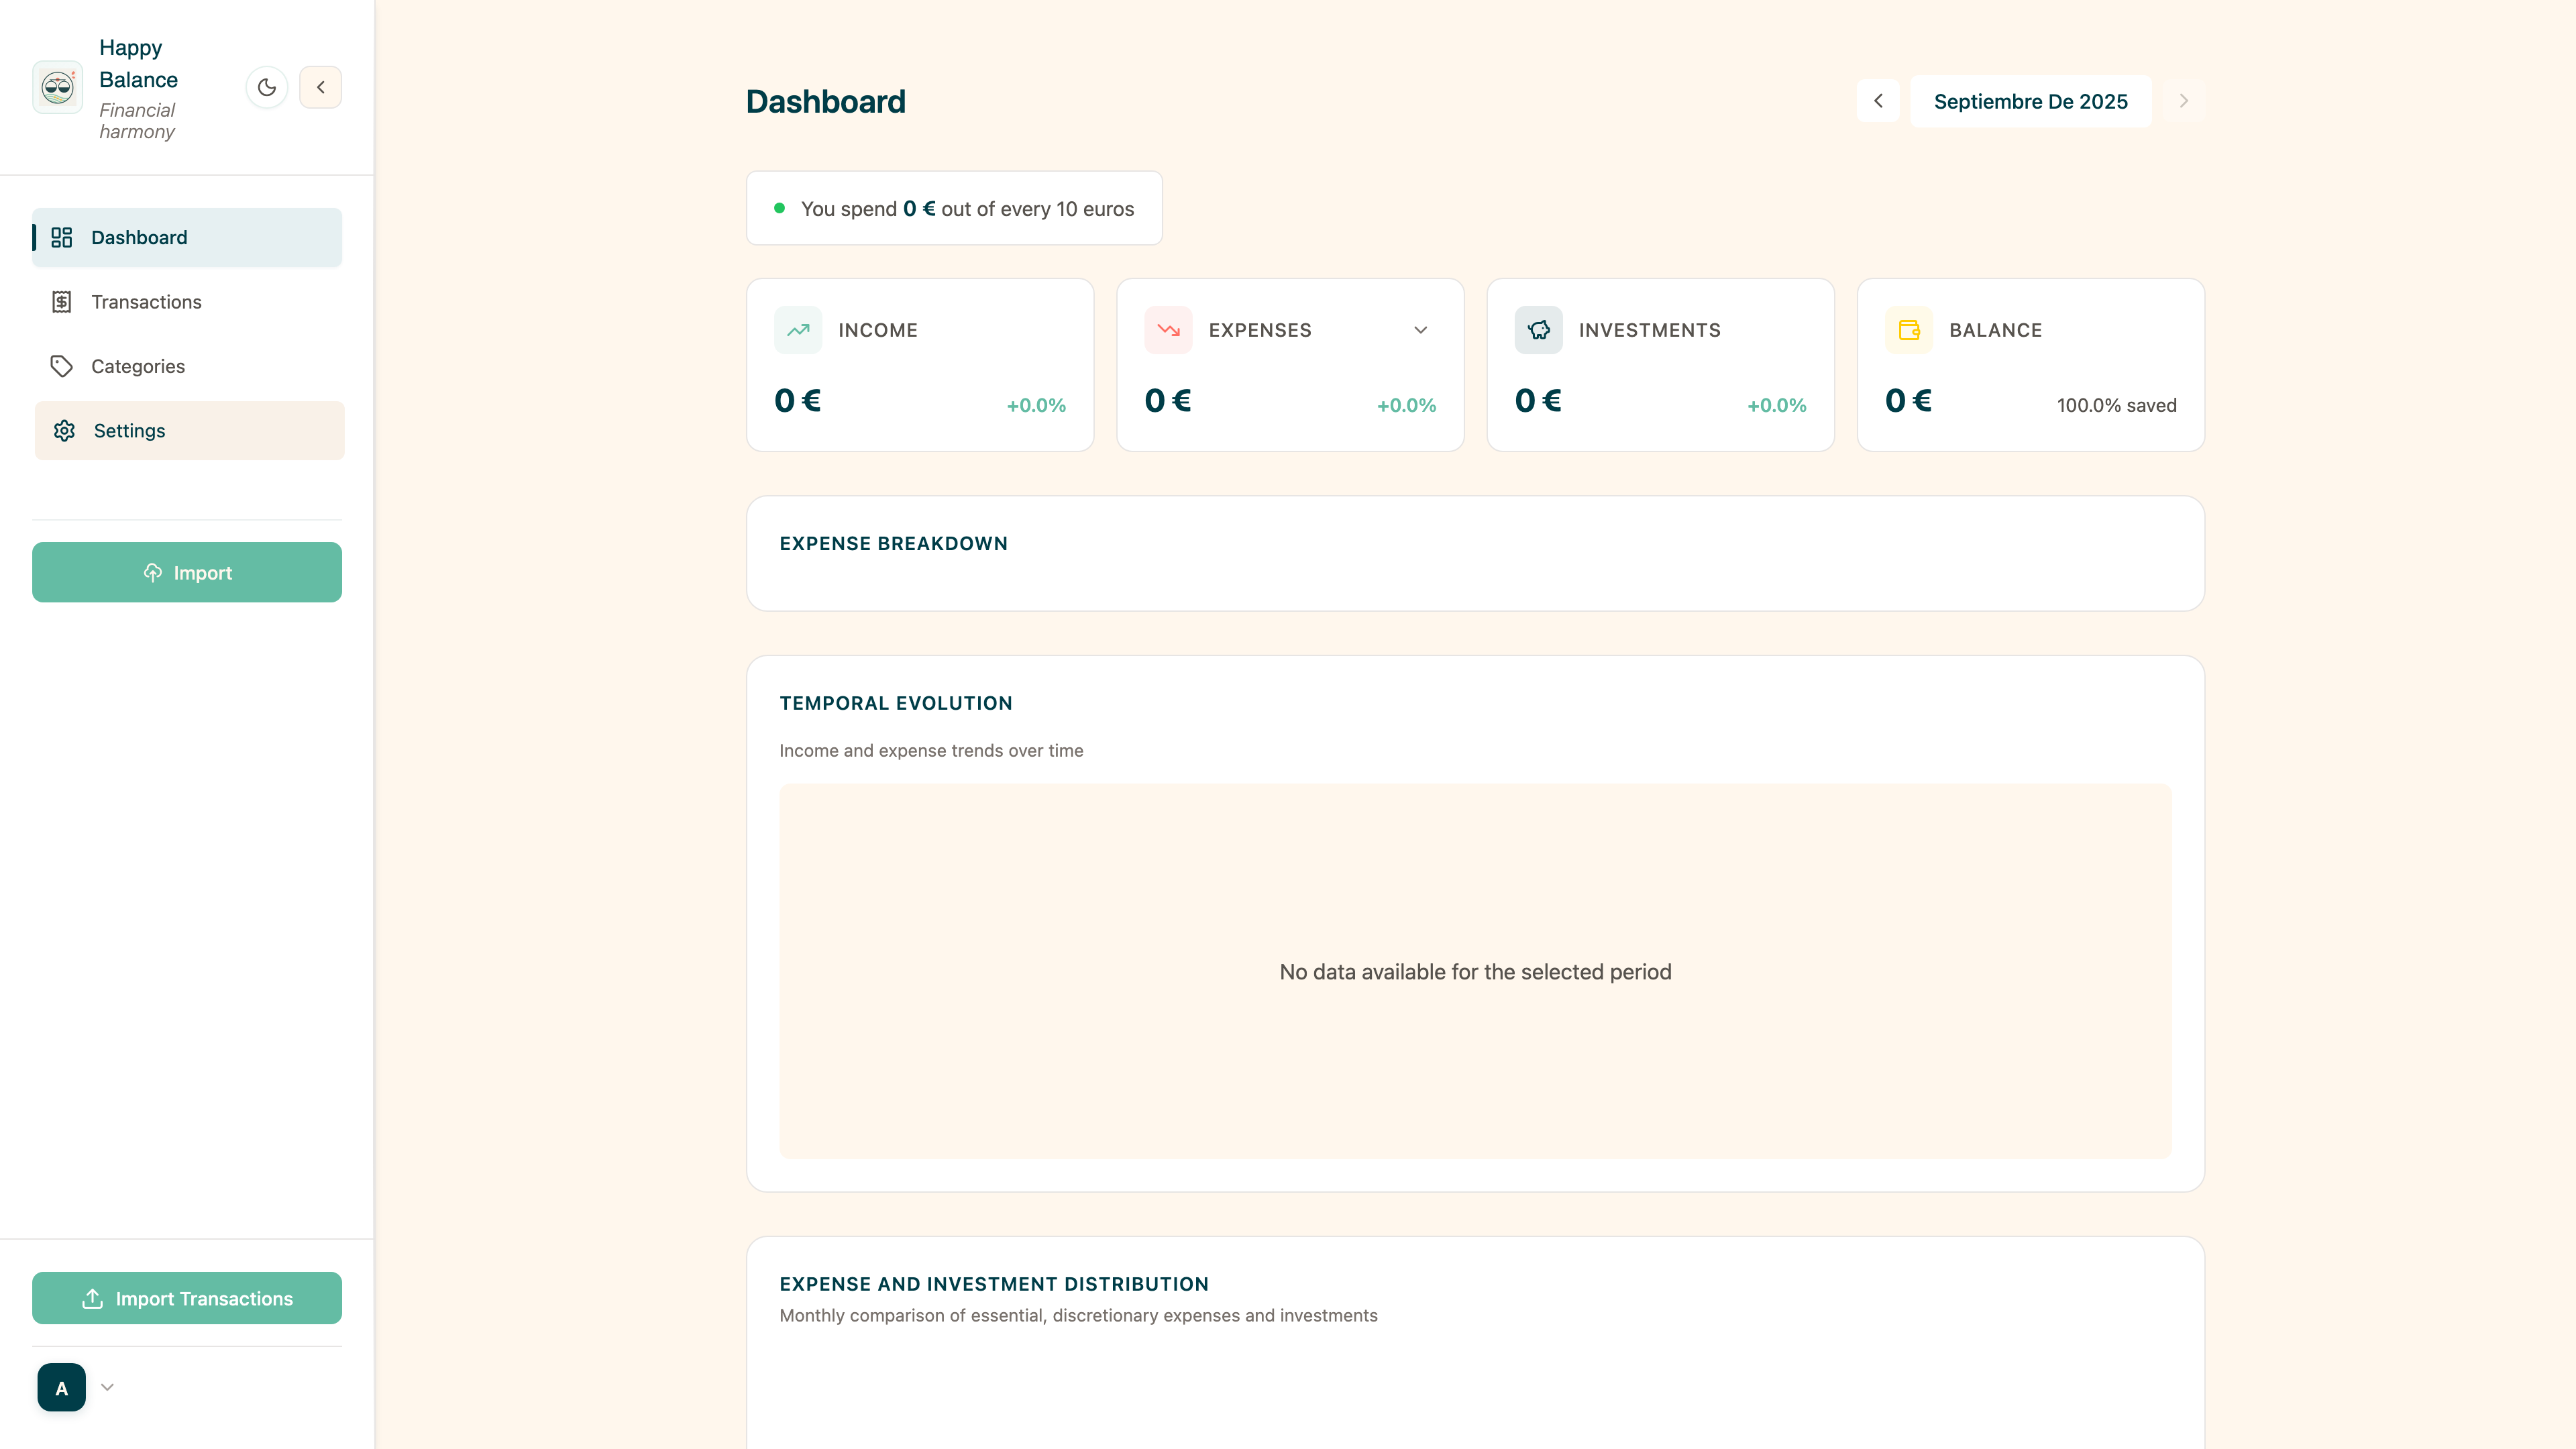 Happy
Balance
Financial
harmony
Dashboard
Transactions
Categories
Settings
Import
Import Transactions
A
Dashboard
Septiembre De 2025
You spend 0 € out of every 10 euros
INCOME
0 €
+0.0%
EXPENSES
0 €
+0.0%
INVESTMENTS
0 €
+0.0%
BALANCE
0 €
100.0% saved
EXPENSE BREAKDOWN
TEMPORAL EVOLUTION
Income and expense trends over time
No data available for the selected period
EXPENSE AND INVESTMENT DISTRIBUTION
Monthly comparison of essential, discretionary expenses and investments